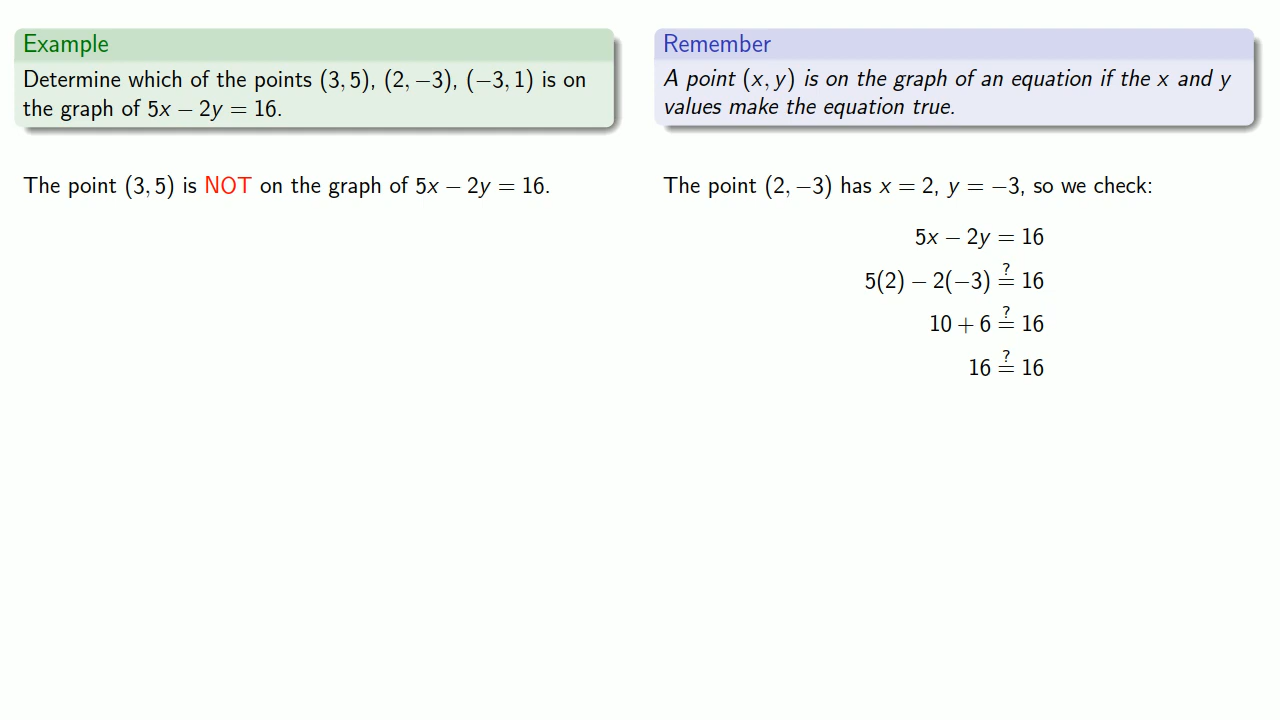 Example
Determine which of the points (3, 5), (2, −3), (−3, 1) is on
the graph of 5x − 2y = 16.
Remember
A point (x, y) is on the graph of an equation if the x and y
values make the equation true.
The point (3, 5) is NOT on the graph of 5x − 2y = 16.
The point (2, −3) has x = 2, y = −3, so we check:
5x − 2y = 16
5(2) − 2(−3) ≟ 16
10 + 6 ≟ 16
16 ≟ 16